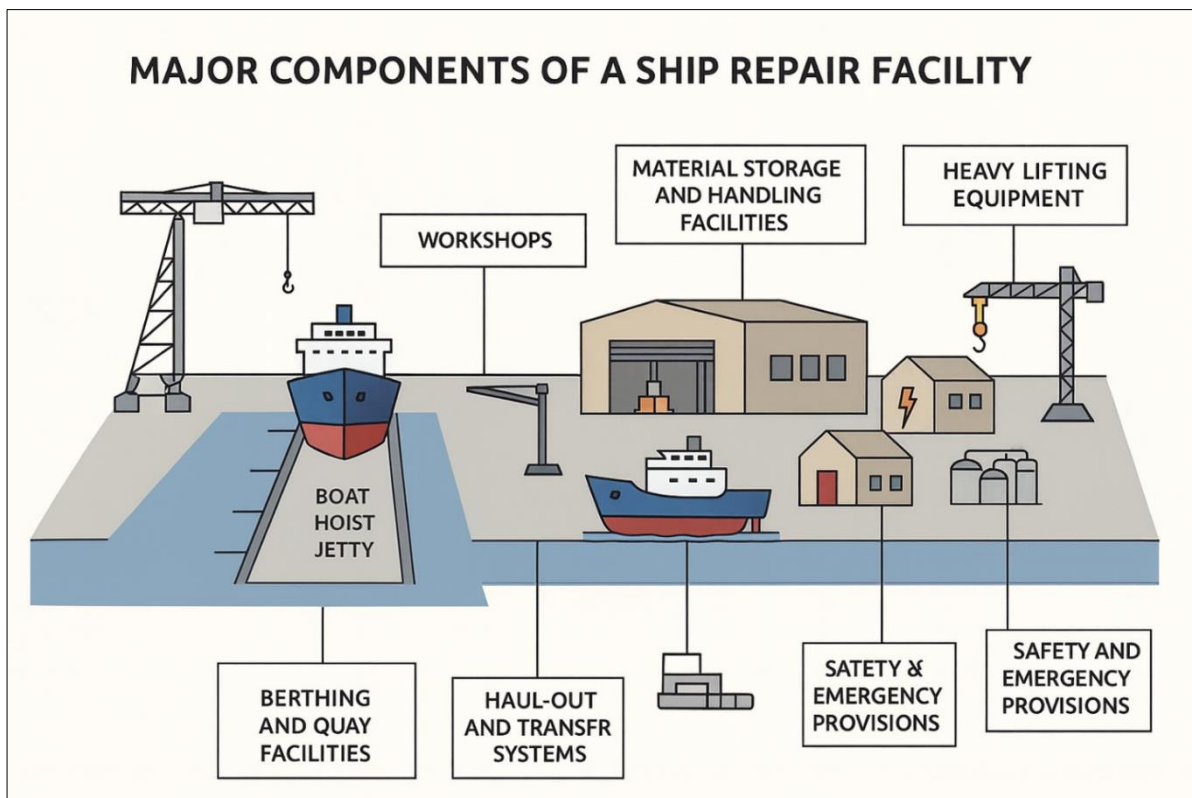 MAJOR COMPONENTS OF A SHIP REPAIR FACILITY
WORKSHOPS
MATERIAL STORAGE
AND HANDLING
FACILITIES
HEAVY LIFTING
EQUIPMENT
BOAT
HOIST
JETTY
BERTHING
AND QUAY
FACILITIES
HAUL-OUT
AND TRANSFR
SYSTEMS
SATETY &
EMERGENCY
PROVISIONS
SAFETY AND
EMERGENCY
PROVISIONS